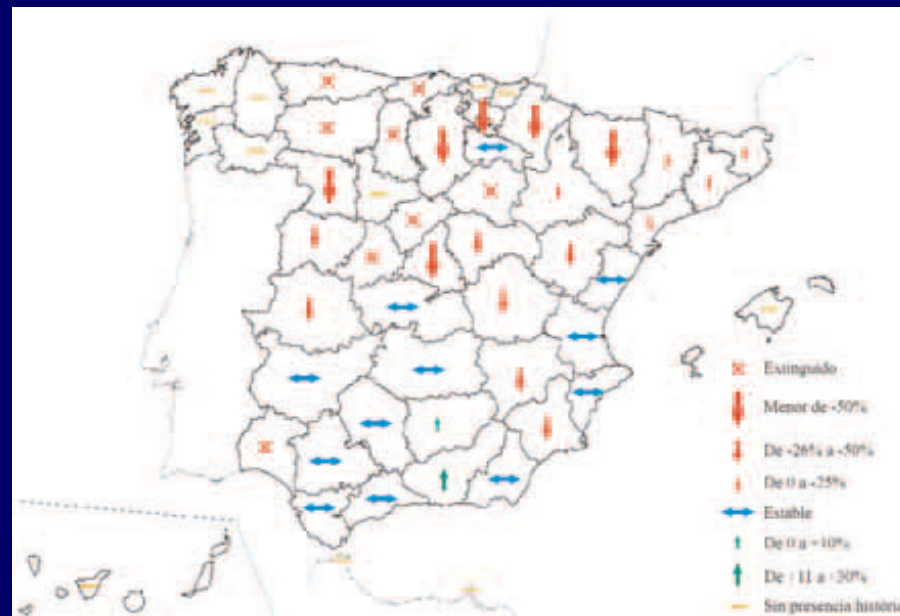 Extinguido
Menor de -50%
De -26% a -50%
De 0 a -25%
Estable
De 0 a +10%
De +11 a +30%
Sin presencia históri